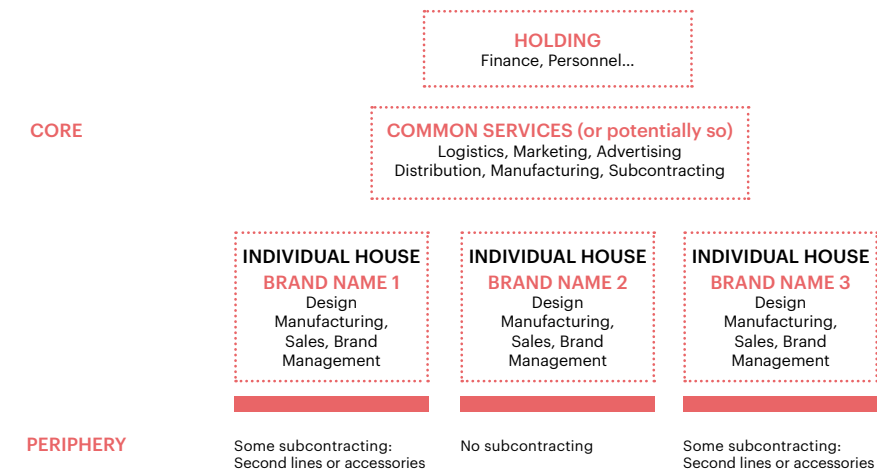 HOLDING
Finance, Personnel...
CORE
COMMON SERVICES (or potentially so)
Logistics, Marketing, Advertising
Distribution, Manufacturing, Subcontracting
INDIVIDUAL HOUSE
BRAND NAME 1
Design
Manufacturing,
Sales, Brand
Management
INDIVIDUAL HOUSE
BRAND NAME 2
Design
Manufacturing,
Sales, Brand
Management
INDIVIDUAL HOUSE
BRAND NAME 3
Design
Manufacturing,
Sales, Brand
Management
PERIPHERY
Some subcontracting:
Second lines or accessories
No subcontracting
Some subcontracting:
Second lines or accessories